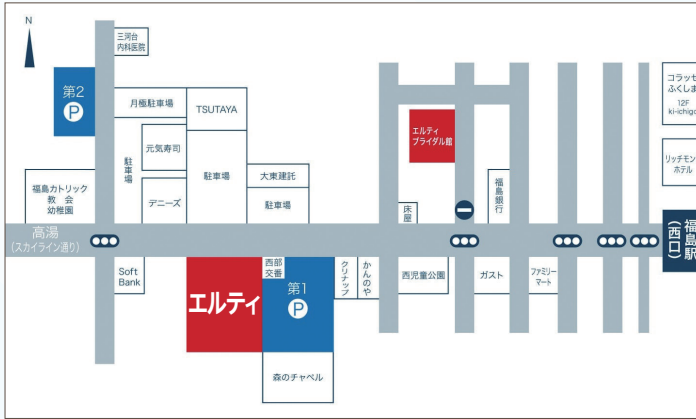 N
三河台
内科医院
第2
P
月極駐車場
TSUTAYA
コラッセ
ふくしま
12F
ki-ichigo
エルティ
ブライダル館
元気寿司
駐車場
リッチモンド
ホテル
福島カトリック
教会
幼稚園
デニーズ
駐車場
大東建託
駐車場
福島銀行
床屋
高湯
(スカイライン通り)
福島駅
(西口)
Soft
Bank
エルティ
西部
交番
第1
P
クリナップ
かんのや
西児童公園
ガスト
ファミリー
マート
森のチャペル